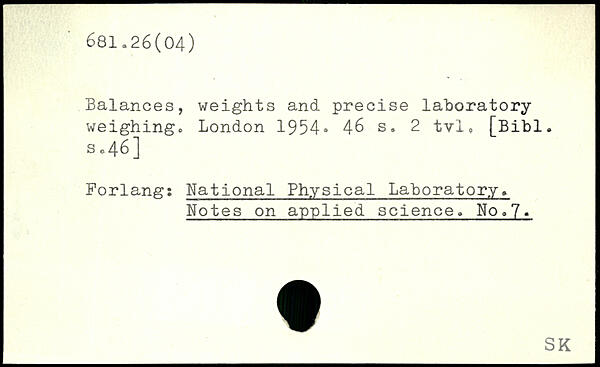 681.26(04)
Balances, weights and precise laboratory
weighing. London 1954. 46 s. 2 tvl. [Bibl.
s.46]
Forlang: National Physical Laboratory.
Notes on applied science. No.7.
SK